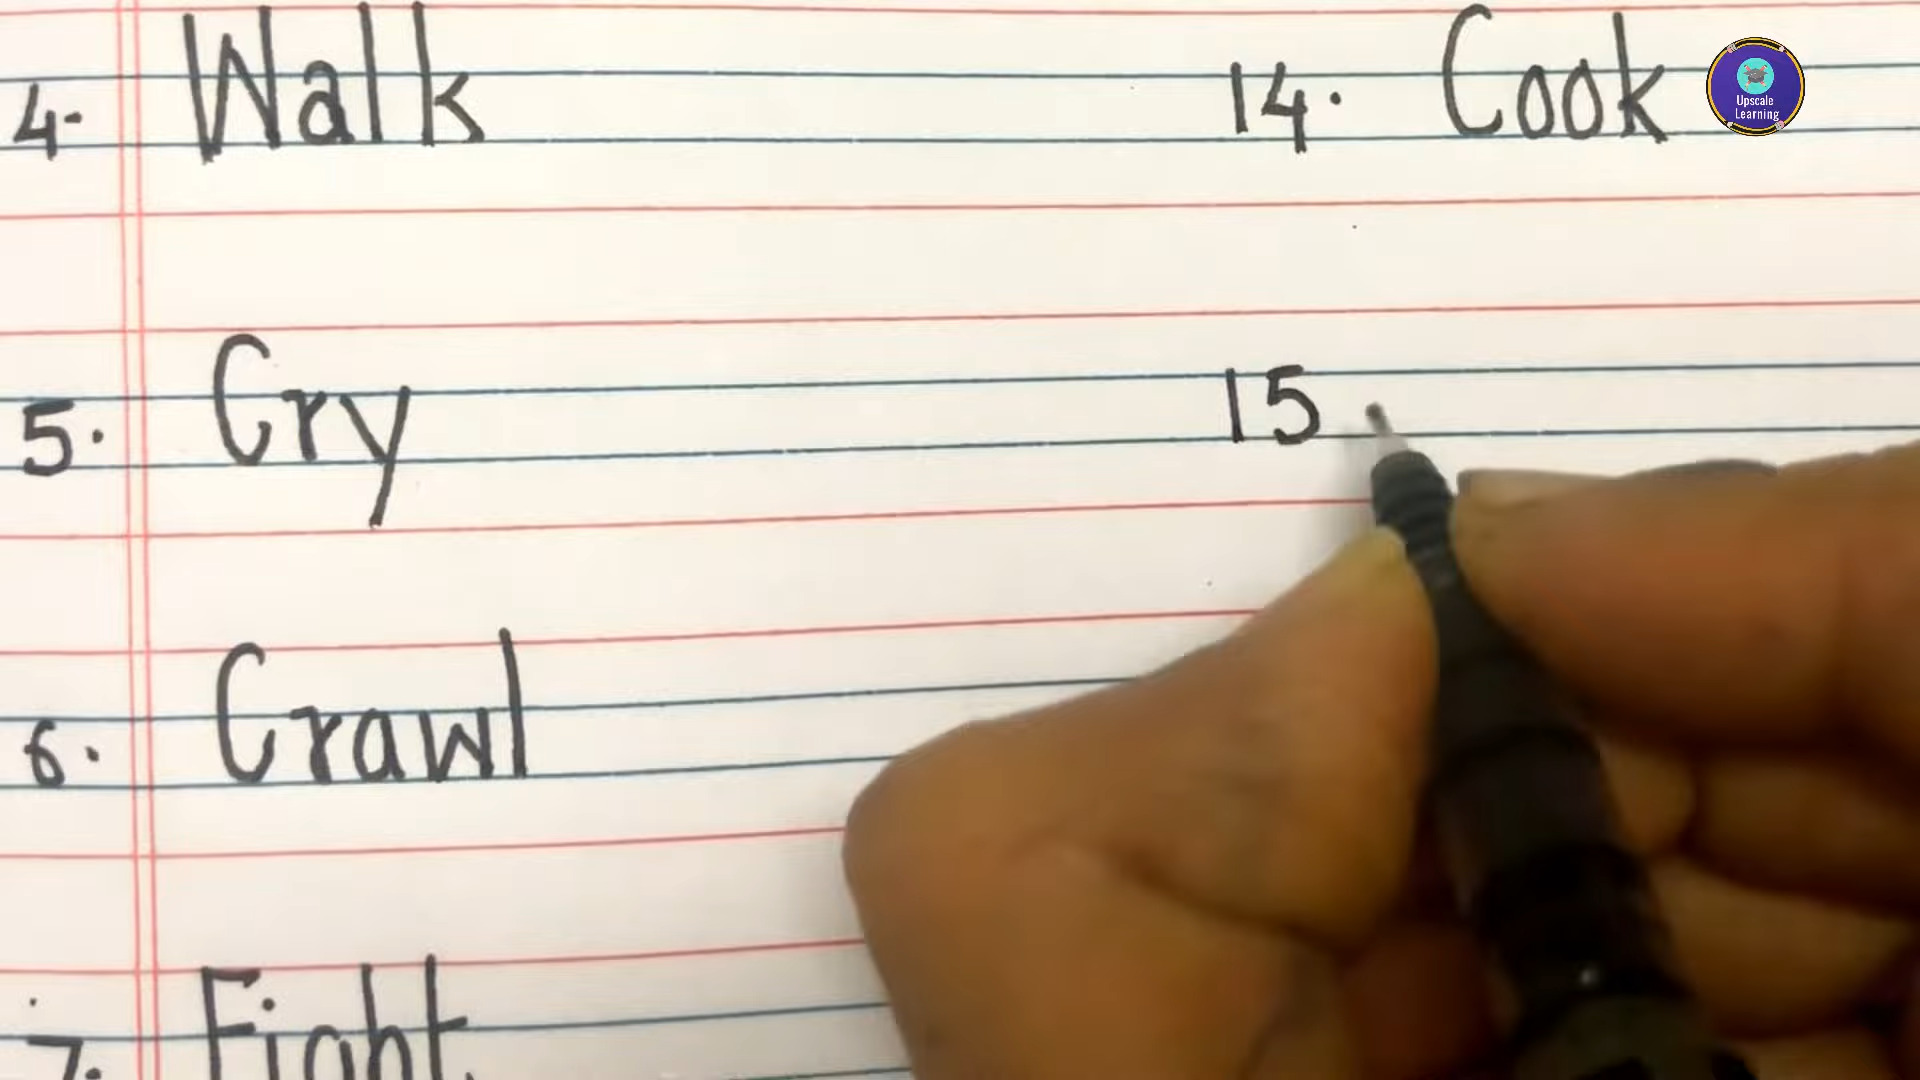 4. Walk
14. Cook
Upscale
Learning
5. Cry
15
6. Crawl
7. Fight